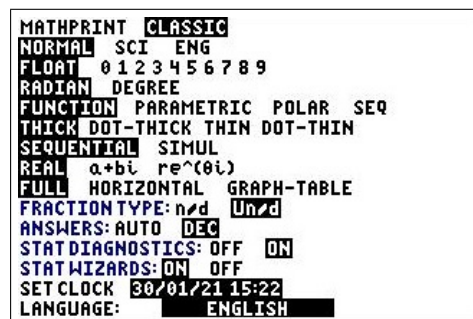 MATHPRINT CLASSIC
NORMAL SCI ENG
FLOAT 0 1 2 3 4 5 6 7 8 9
RADIAN DEGREE
FUNCTION PARAMETRIC POLAR SEQ
THICK DOT-THICK THIN DOT-THIN
SEQUENTIAL SIMUL
REAL a+bi re^(θi)
FULL HORIZONTAL GRAPH-TABLE
FRACTION TYPE: n/d Un/d
ANSWERS: AUTO DEC
STAT DIAGNOSTICS: OFF ON
STAT WIZARDS: ON OFF
SET CLOCK 30/01/21 15:22
LANGUAGE: ENGLISH